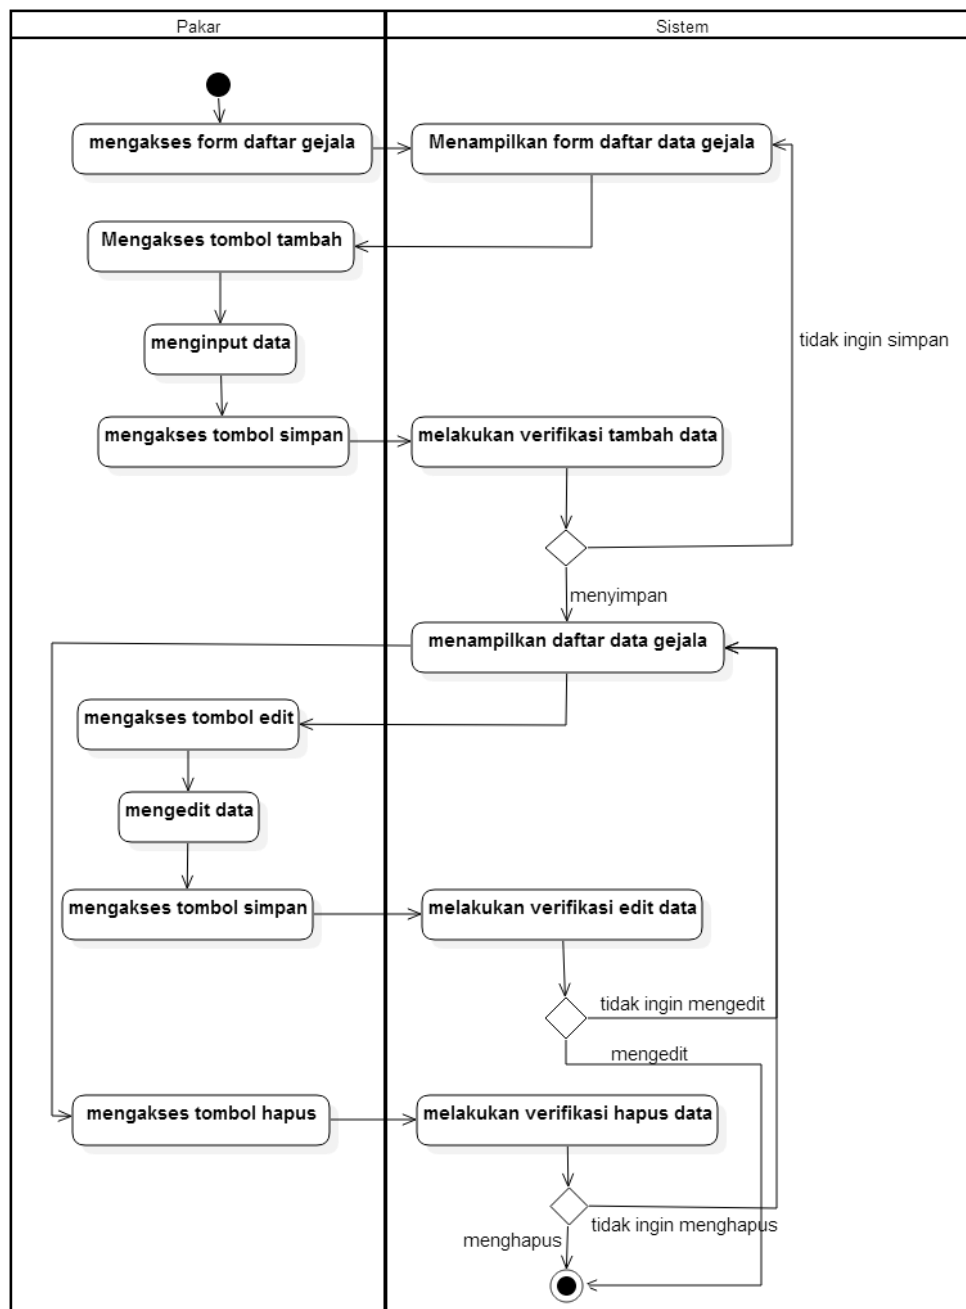 Pakar
Sistem
mengakses form daftar gejala
Menampilkan form daftar data gejala
Mengakses tombol tambah
menginput data
tidak ingin simpan
mengakses tombol simpan
melakukan verifikasi tambah data
menyimpan
menampilkan daftar data gejala
mengakses tombol edit
mengedit data
mengakses tombol simpan
melakukan verifikasi edit data
tidak ingin mengedit
mengedit
mengakses tombol hapus
melakukan verifikasi hapus data
tidak ingin menghapus
menghapus